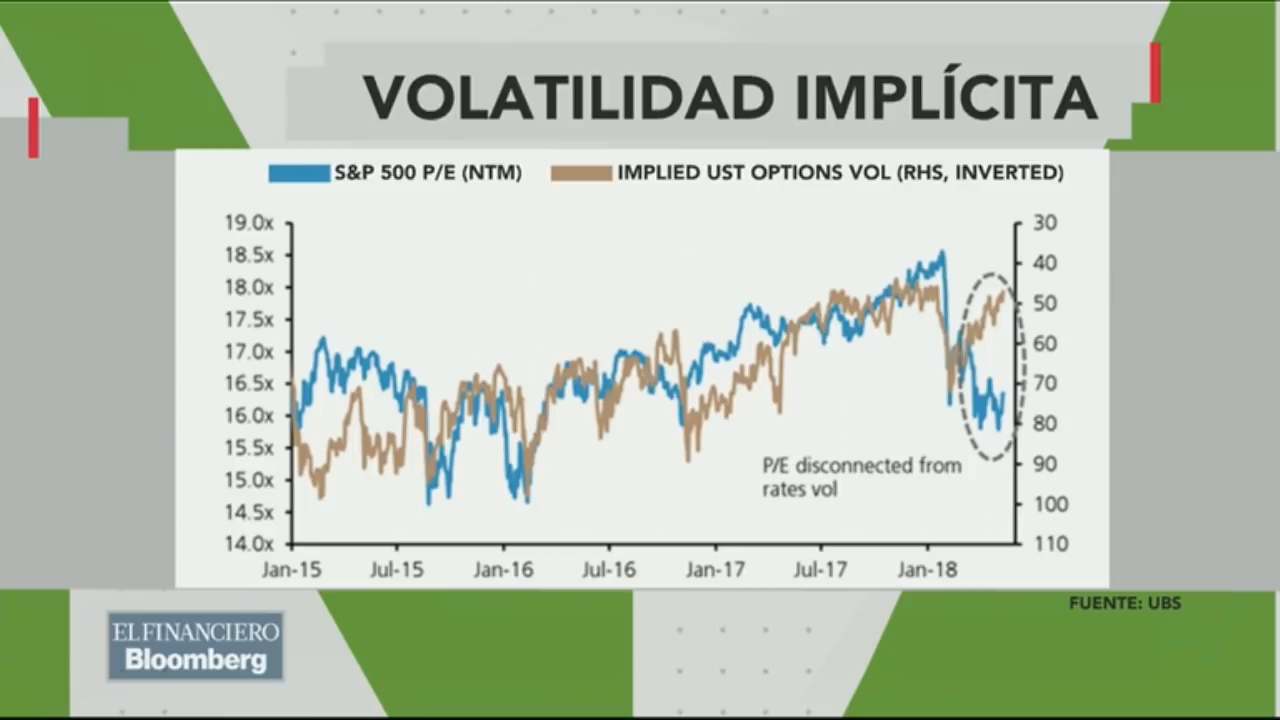 VOLATILIDAD IMPLÍCITA
S&P 500 P/E (NTM) IMPLIED UST OPTIONS VOL (RHS, INVERTED)
19.0x 30
18.5x 40
18.0x 50
17.5x 60
17.0x 70
16.5x 80
16.0x 90
15.5x 100
15.0x 110
14.5x
14.0x
P/E disconnected from
rates vol
Jan-15 Jul-15 Jan-16 Jul-16 Jan-17 Jul-17 Jan-18
FUENTE: UBS
EL FINANCIERO
Bloomberg